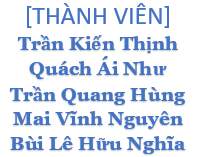 [THÀNH VIÊN]
Trần Kiến Thịnh
Quách Ái Như
Trần Quang Hùng
Mai Vĩnh Nguyên
Bùi Lê Hữu Nghĩa